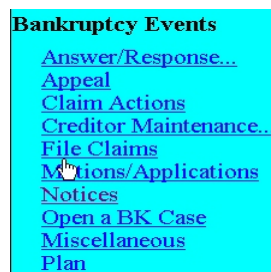 Bankruptcy Events
Answer/Response...
Appeal
Claim Actions
Creditor Maintenance..
File Claims
Motions/Applications
Notices
Open a BK Case
Miscellaneous
Plan